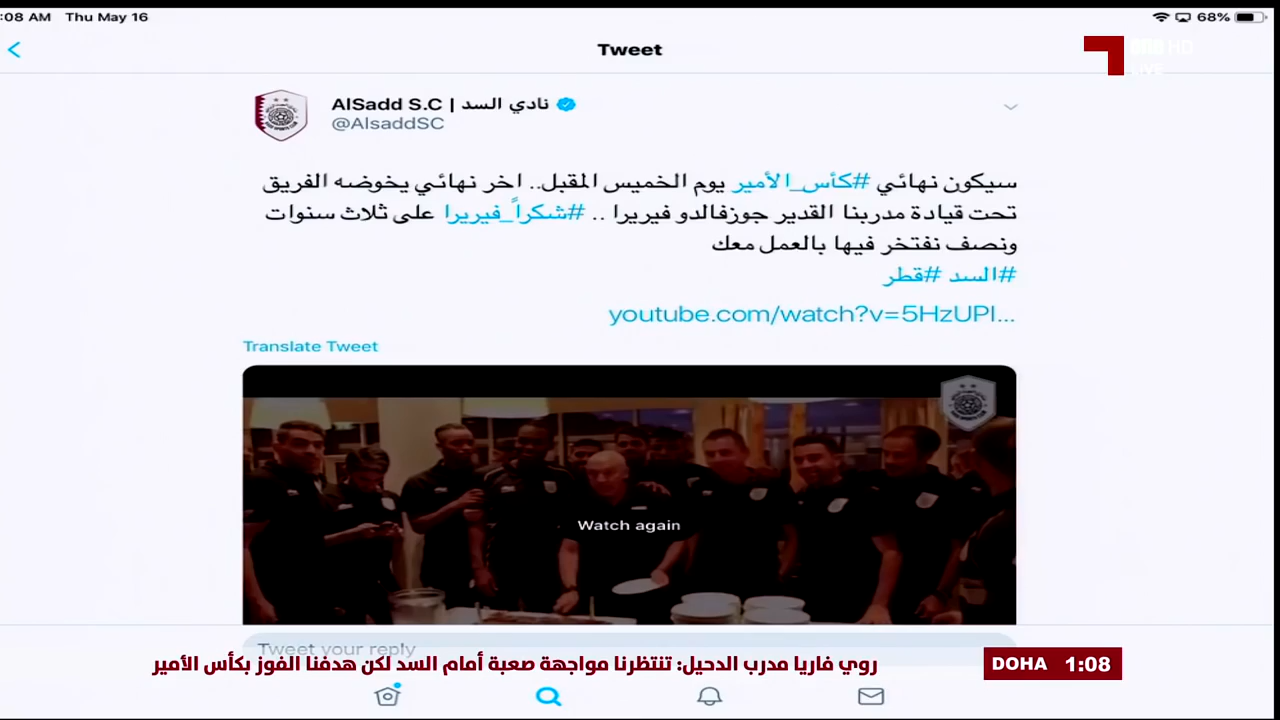 :08 AM Thu May 16
68%
Tweet
HD
LIVE
AlSadd S.C | نادي السد
@AlsaddSC
سيكون نهائي #كأس_الأمير يوم الخميس المقبل.. اخر نهائي يخوضه الفريق
تحت قيادة مدربنا القدير جوزفالدو فيريرا .. #شكراً_فيريرا على ثلاث سنوات
ونصف نفتخر فيها بالعمل معك
#السد #قطر
youtube.com/watch?v=5HzUPI...
Translate Tweet
Watch again
Tweet your reply
روي فاريا مدرب الدحيل: تنتظرنا مواجهة صعبة أمام السد لكن هدفنا الفوز بكأس الأمير
DOHA 1:08